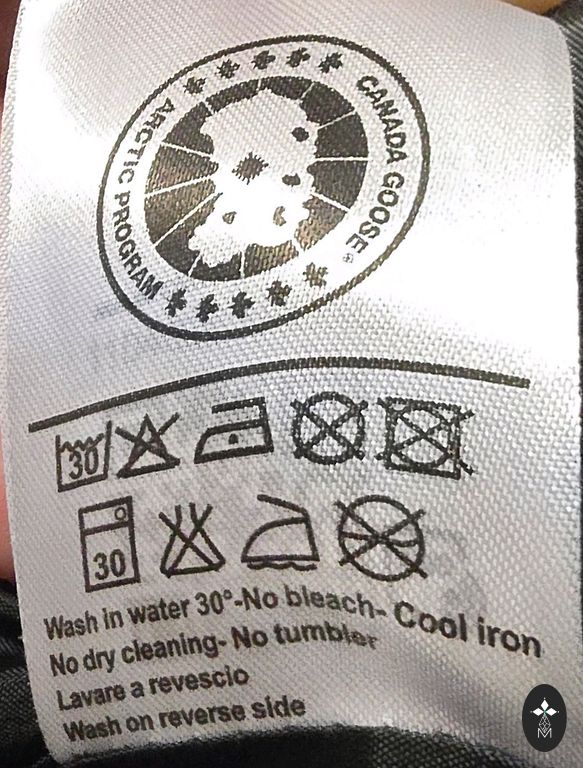 ARCTIC PROGRAM
CANADA GOOSE®
30
30
Wash in water 30°-No bleach- Cool iron
No dry cleaning- No tumbler
Lavare a revescio
Wash on reverse side
M